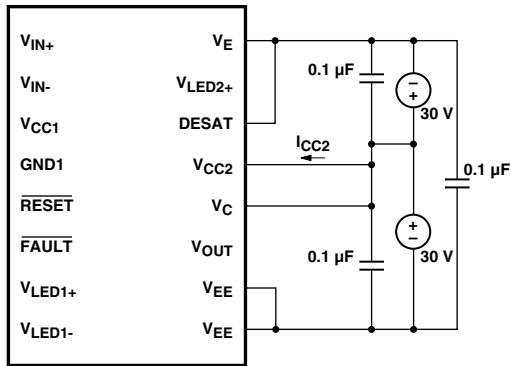 V_IN+ V_E
0.1 µF
V_IN- V_LED2+
30 V
V_CC1 DESAT
I_CC2
GND1 V_CC2
0.1 µF
RESET V_C
FAULT V_OUT
0.1 µF 30 V
V_LED1+ V_EE
V_LED1- V_EE